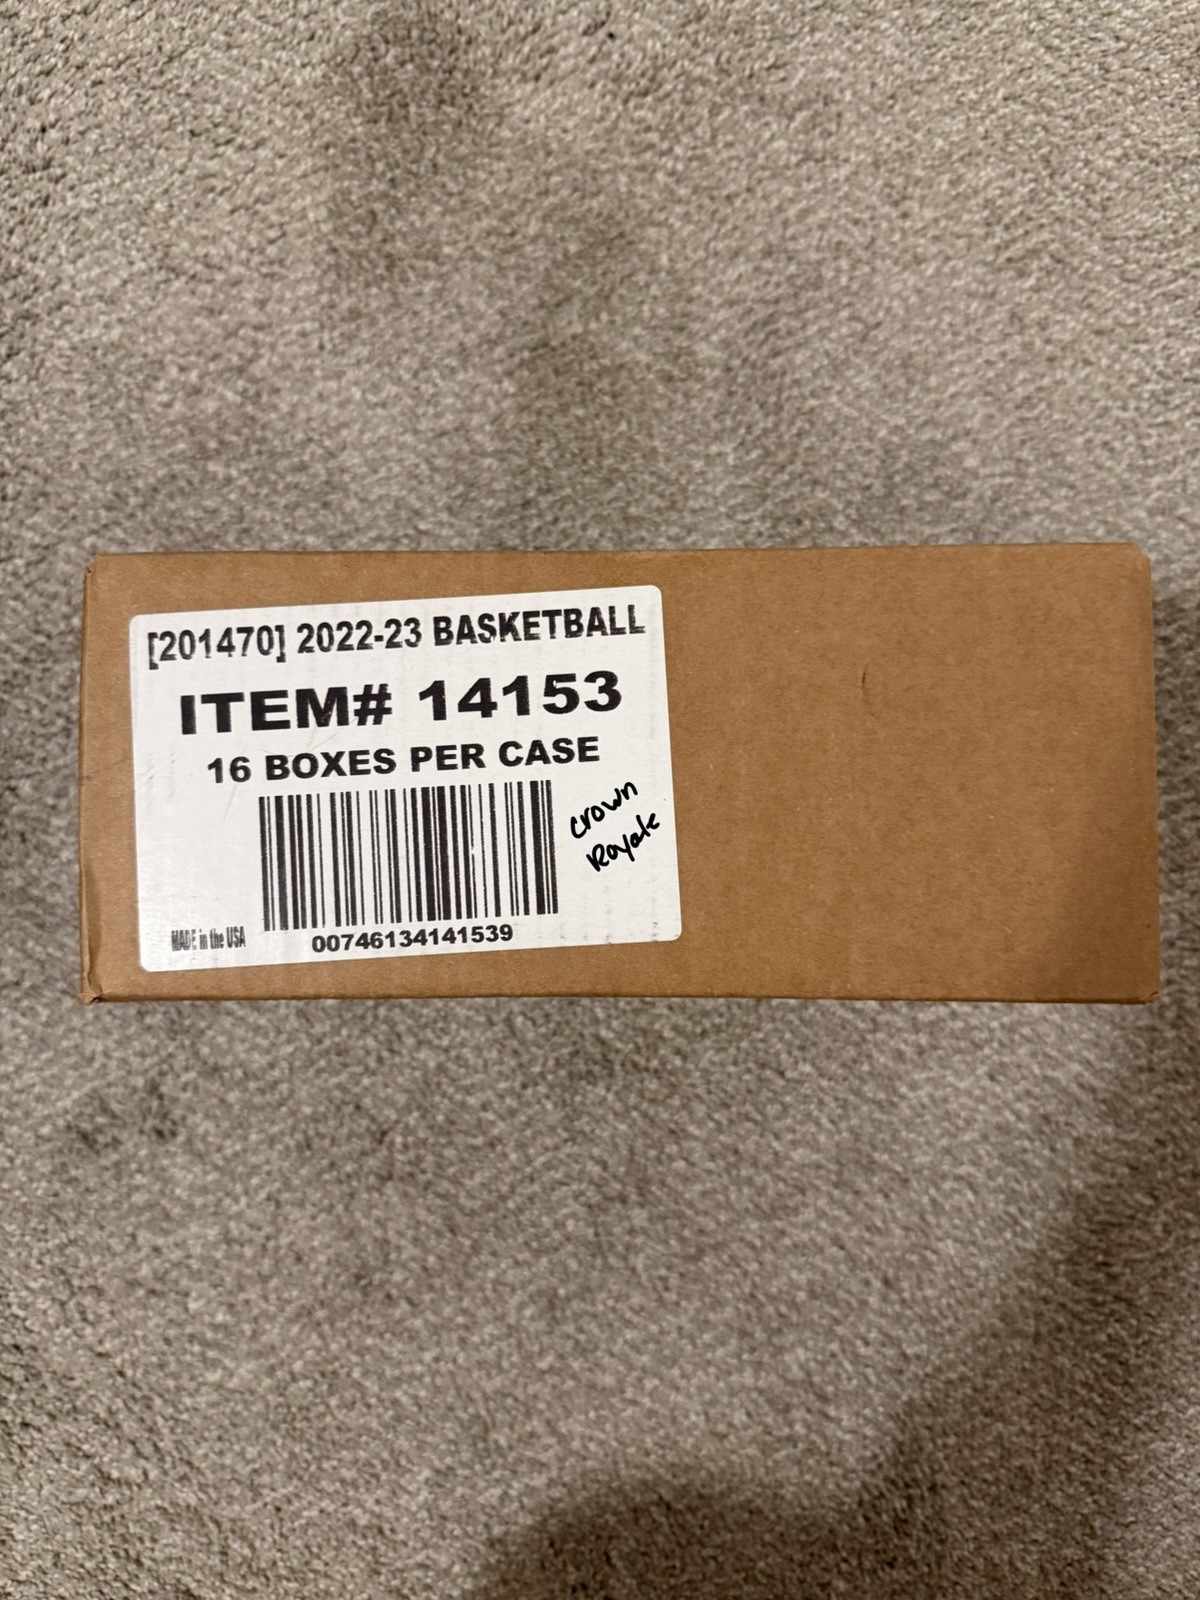 [201470] 2022-23 BASKETBALL
ITEM# 14153
16 BOXES PER CASE
crown
Royale
MADE in the USA
00746134141539